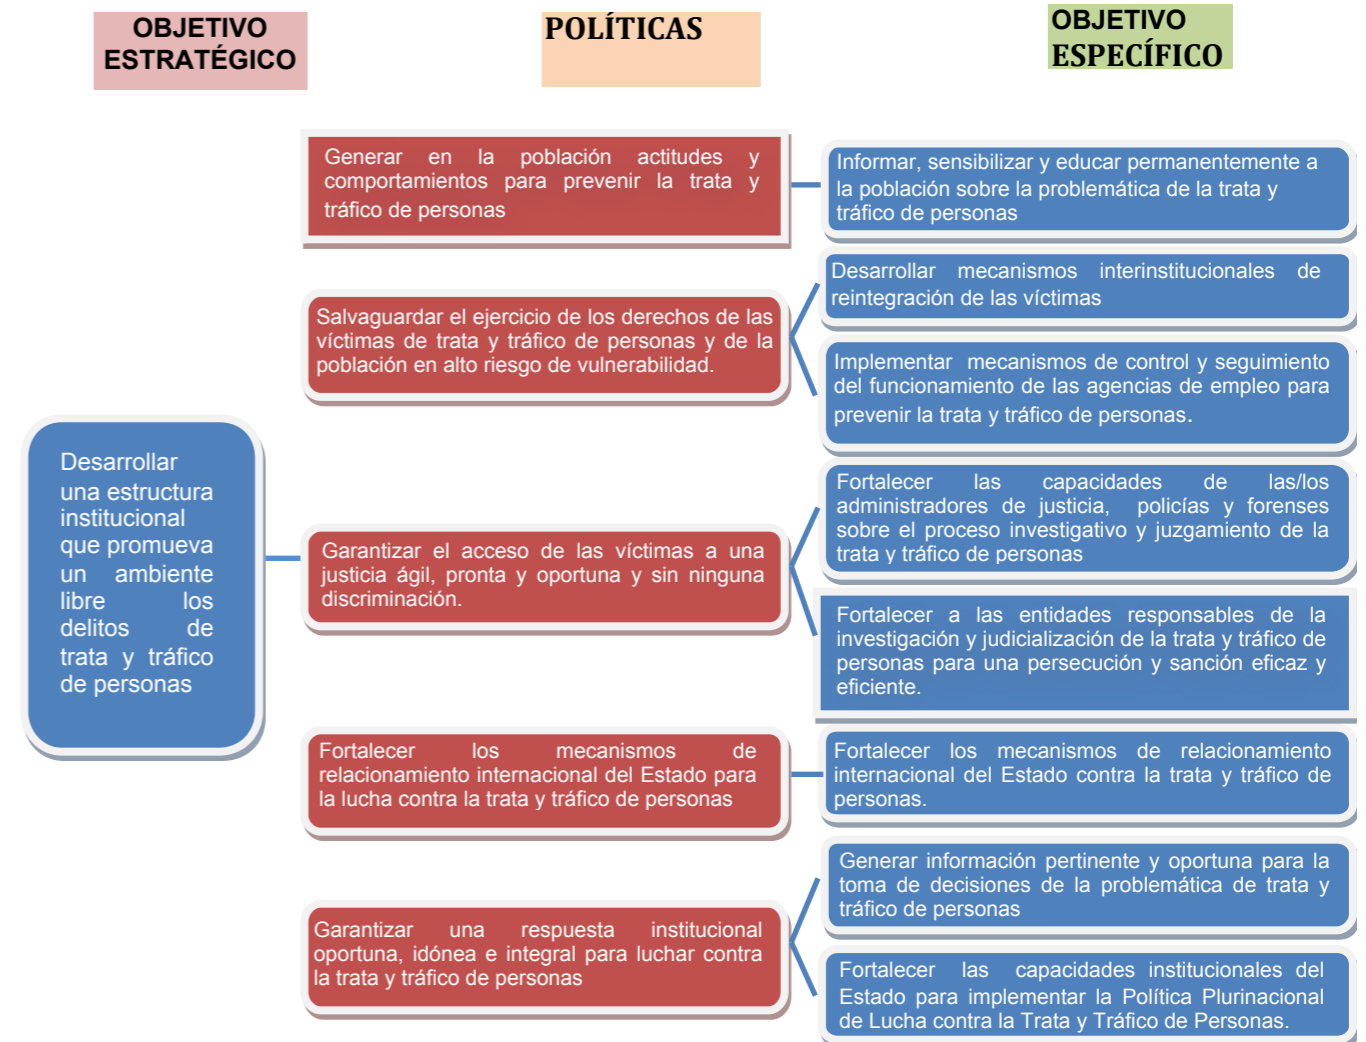 OBJETIVO
ESTRATÉGICO
POLÍTICAS
OBJETIVO
ESPECÍFICO
Desarrollar
una estructura
institucional
que promueva
un ambiente
libre los
delitos de
trata y tráfico
de personas
Generar en la población actitudes y
comportamientos para prevenir la trata y
tráfico de personas
Informar, sensibilizar y educar permanentemente a
la población sobre la problemática de la trata y
tráfico de personas
Salvaguardar el ejercicio de los derechos de las
víctimas de trata y tráfico de personas y de la
población en alto riesgo de vulnerabilidad.
Desarrollar mecanismos interinstitucionales de
reintegración de las víctimas
Implementar mecanismos de control y seguimiento
del funcionamiento de las agencias de empleo para
prevenir la trata y tráfico de personas.
Garantizar el acceso de las víctimas a una
justicia ágil, pronta y oportuna y sin ninguna
discriminación.
Fortalecer las capacidades de las/los
administradores de justicia, policías y forenses
sobre el proceso investigativo y juzgamiento de la
trata y tráfico de personas
Fortalecer a las entidades responsables de la
investigación y judicialización de la trata y tráfico de
personas para una persecución y sanción eficaz y
eficiente.
Fortalecer los mecanismos de
relacionamiento internacional del Estado para
la lucha contra la trata y tráfico de personas
Fortalecer los mecanismos de relacionamiento
internacional del Estado contra la trata y tráfico de
personas.
Garantizar una respuesta institucional
oportuna, idónea e integral para luchar contra
la trata y tráfico de personas
Generar información pertinente y oportuna para la
toma de decisiones de la problemática de trata y
tráfico de personas
Fortalecer las capacidades institucionales del
Estado para implementar la Política Plurinacional
de Lucha contra la Trata y Tráfico de Personas.